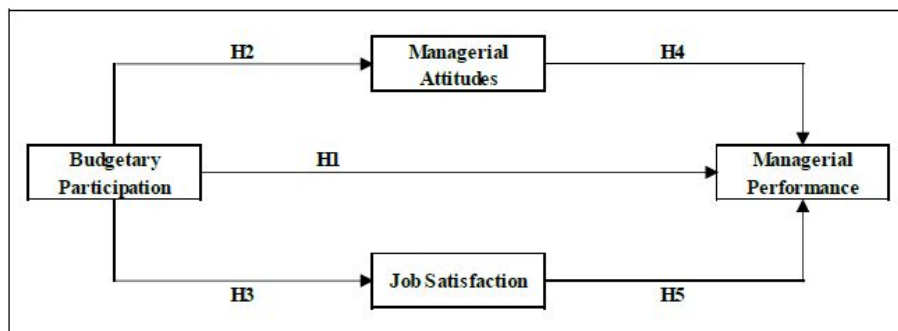 H2
Managerial
Attitudes
H4
Budgetary
Participation
H1
Managerial
Performance
H3
Job Satisfaction
H5